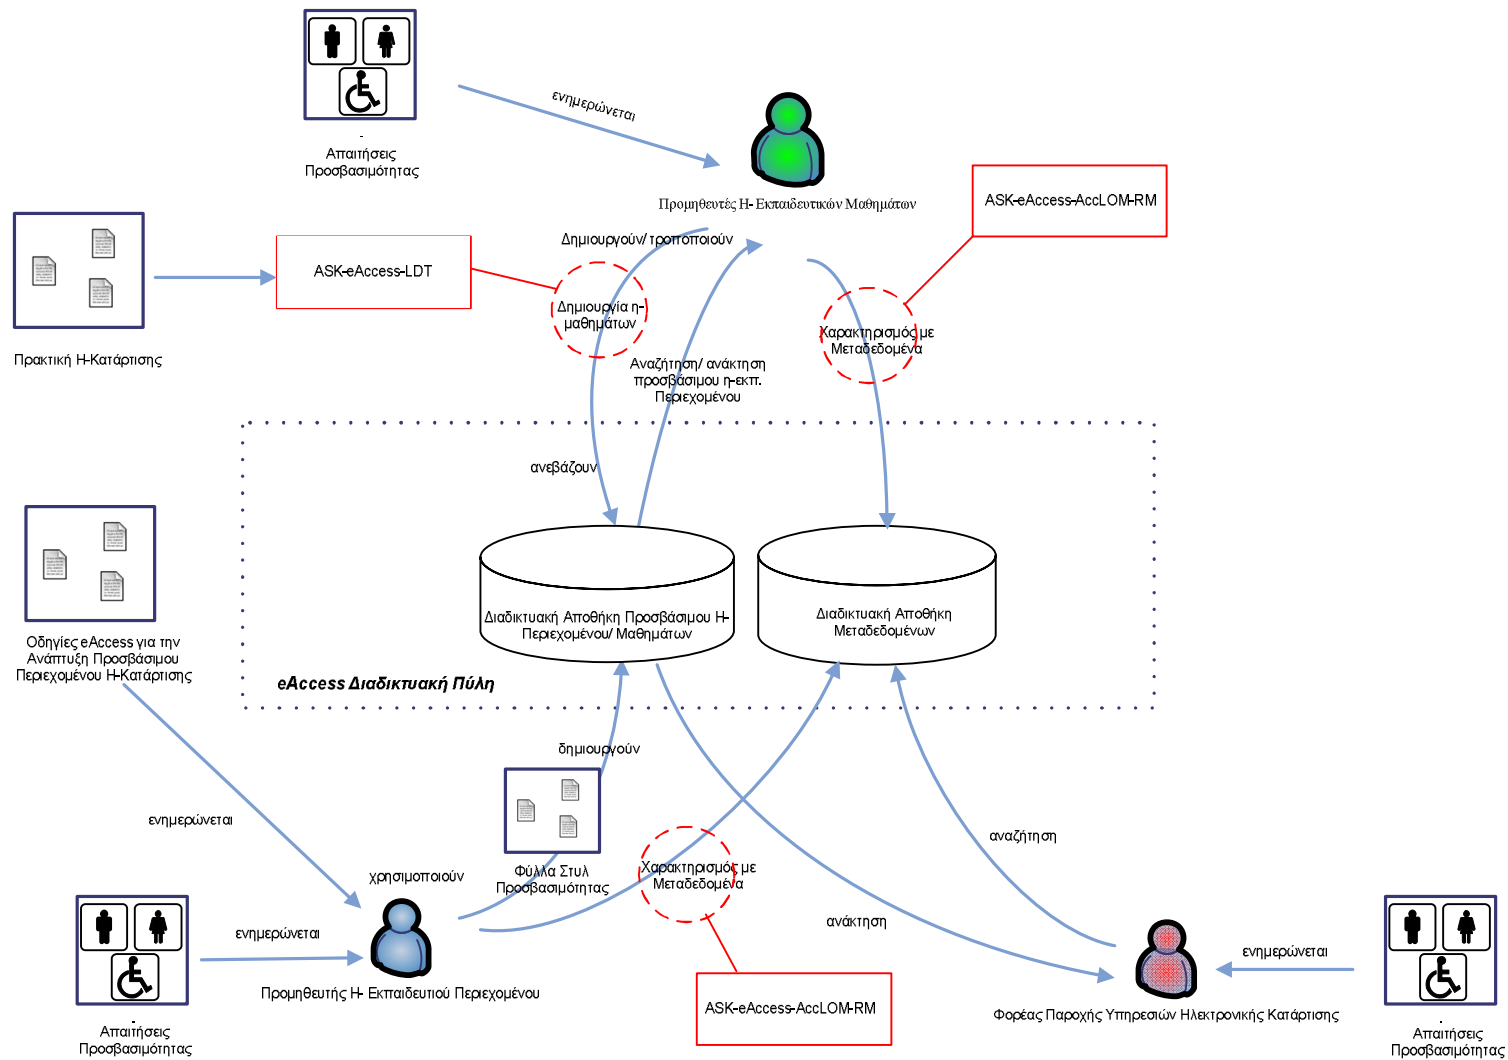 ενημερώνεται
-
Απαιτήσεις
Προσβασιμότητας
Προμηθευτές Η- Εκπαιδευτικών Μαθημάτων
ASK-eAccess-AccLOM-RM
Δημιουργούν/ τροποποιούν
ASK-eAccess-LDT
Δημιουργία η-
μαθημάτων
Χαρακτηρισμός με
Μεταδεδομένα
Πρακτική Η-Κατάρτισης
Αναζήτηση/ ανάκτηση
προσβάσιμου η-εκπ.
Περιεχομένου
ανεβάζουν
Διαδικτυακή Αποθήκη Προσβάσιμου Η-
Περιεχομένου/ Μαθημάτων
Διαδικτυακή Αποθήκη
Μεταδεδομένων
Οδηγίες eAccess για την
Ανάπτυξη Προσβάσιμου
Περιεχομένου Η-Κατάρτισης
eAccess Διαδικτυακή Πύλη
δημιουργούν
ενημερώνεται
αναζήτηση
χρησιμοποιούν
Φύλλα Στυλ
Προσβασιμότητας
Χαρακτηρισμός με
Μεταδεδομένα
ανάκτηση
ενημερώνεται
ενημερώνεται
Προμηθευτής Η- Εκπαιδευτιού Περιεχομένου
ASK-eAccess-AccLOM-RM
Φορέας Παροχής Υπηρεσιών Ηλεκτρονικής Κατάρτισης
-
Απαιτήσεις
Προσβασιμότητας
-
Απαιτήσεις
Προσβασιμότητας